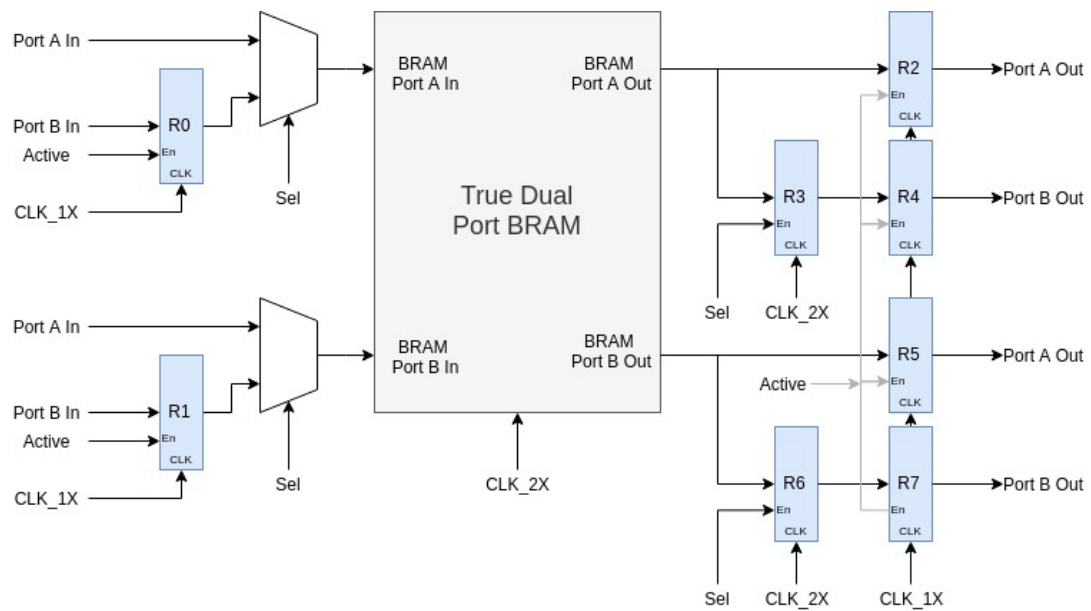 Port A In
Port B In
Active
CLK_1X
R0
En
CLK
Sel
BRAM
Port A In
BRAM
Port A Out
True Dual
Port BRAM
R2
En
CLK
Port A Out
R3
En
CLK
R4
En
CLK
Port B Out
Sel
CLK_2X
Port A In
Port B In
Active
CLK_1X
R1
En
CLK
Sel
BRAM
Port B In
BRAM
Port B Out
CLK_2X
Active
R5
En
CLK
Port A Out
R6
En
CLK
R7
En
CLK
Port B Out
Sel
CLK_2X
CLK_1X